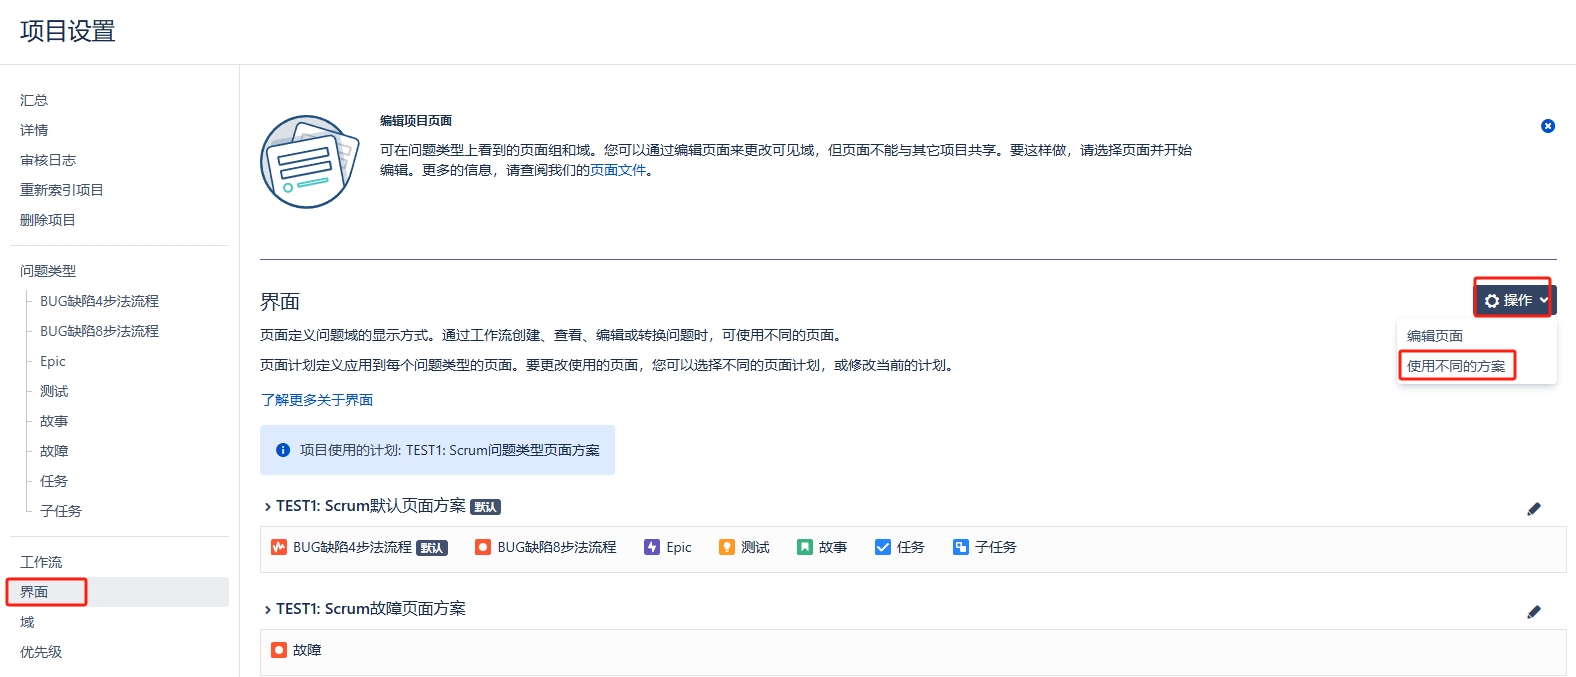 项目设置
汇总
详情
审核日志
重新索引项目
删除项目
问题类型
BUG缺陷4步法流程
BUG缺陷8步法流程
Epic
测试
故事
故障
任务
子任务
工作流
界面
域
优先级
编辑项目页面
可在问题类型上看到的页面组和域。您可以通过编辑页面来更改可见域，但页面不能与其它项目共享。要这样做，请选择页面并开始
编辑。更多的信息，请查阅我们的页面文件。
界面
操作
编辑页面
使用不同的方案
页面定义问题域的显示方式。通过工作流创建、查看、编辑或转换问题时，可使用不同的页面。
页面计划定义应用到每个问题类型的页面。要更改使用的页面，您可以选择不同的页面计划，或修改当前的计划。
了解更多关于界面
项目使用的计划: TEST1: Scrum问题类型页面方案
TEST1: Scrum默认页面方案 默认
BUG缺陷4步法流程 默认 BUG缺陷8步法流程 Epic 测试 故事 任务 子任务
TEST1: Scrum故障页面方案
故障